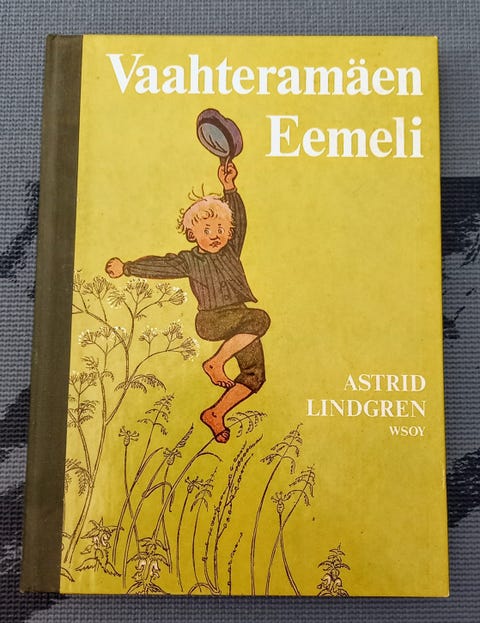 Vaahteramäen
Eemeli
ASTRID
LINDGREN
WSOY